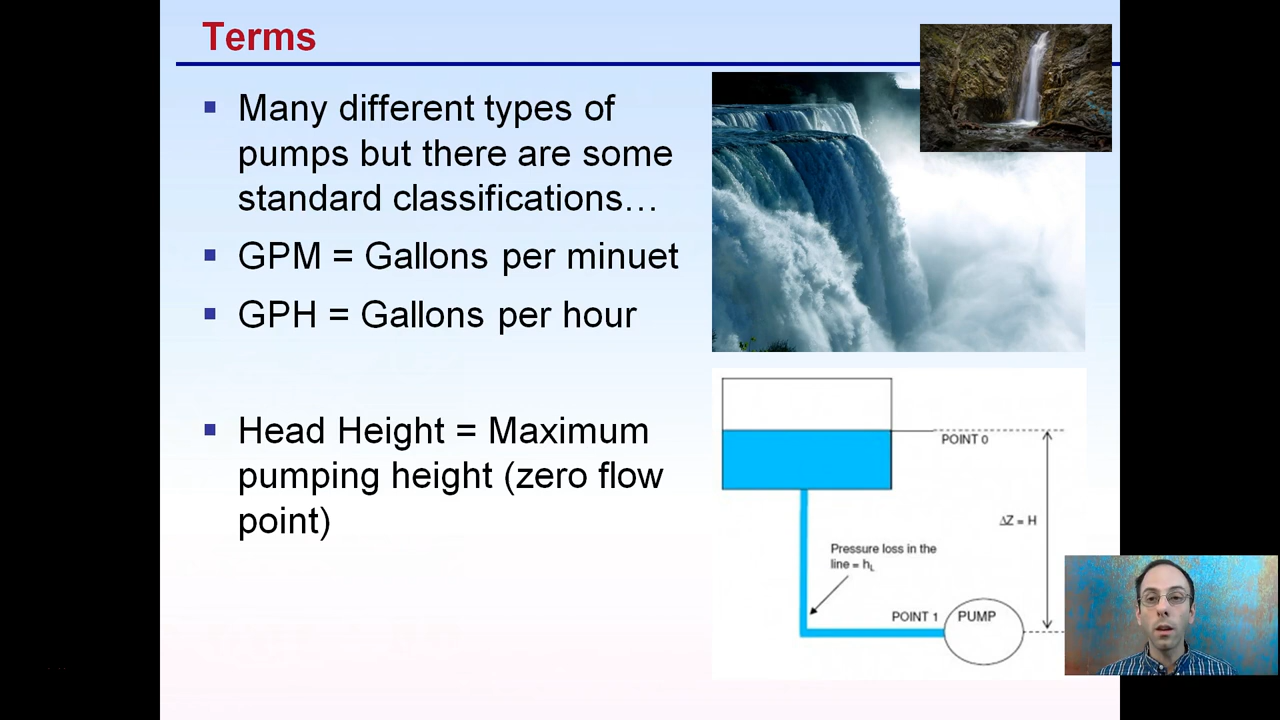 Terms
▪ Many different types of
pumps but there are some
standard classifications…
▪ GPM = Gallons per minuet
▪ GPH = Gallons per hour
▪ Head Height = Maximum
pumping height (zero flow
point)
POINT 0
ΔZ = H
Pressure loss in the
line = hL
POINT 1
PUMP